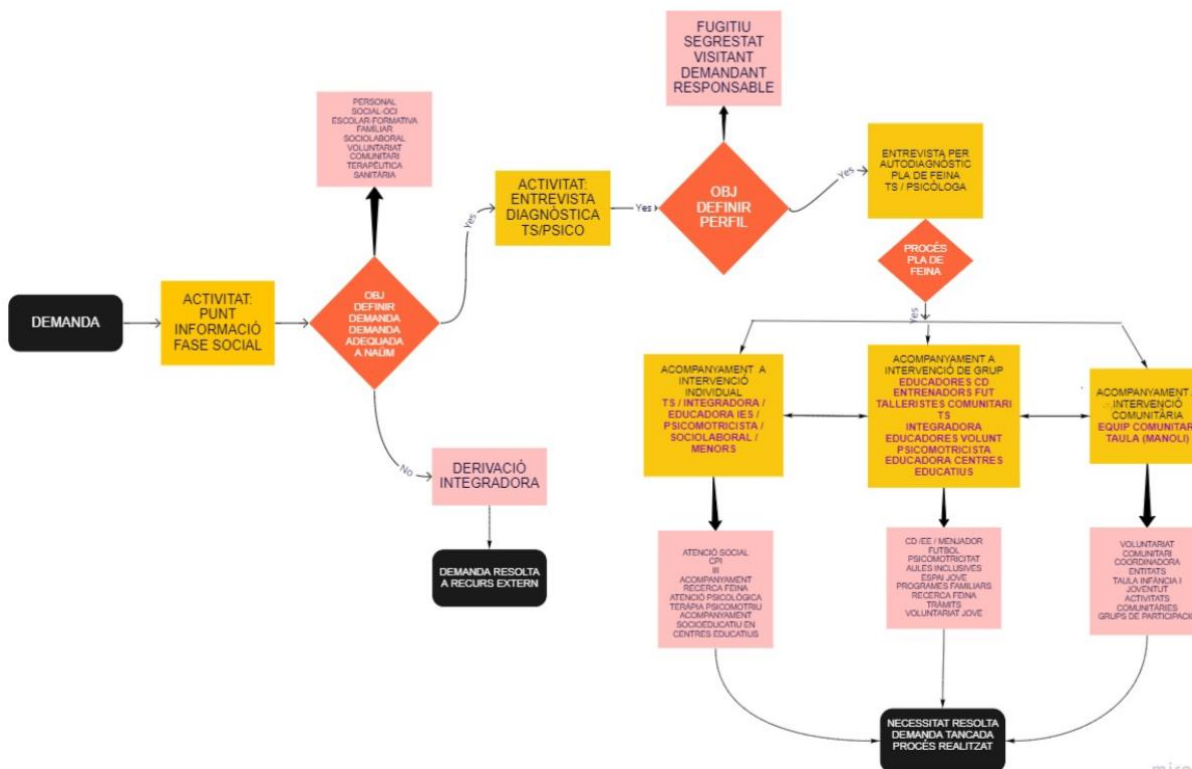 FUGITIU
SEGRESTAT
VISITANT
DEMANDANT
RESPONSABLE
PERSONAL
SOCIAL-OCI
ESCOLAR-FORMATIVA
FAMÍLIAR
SOCIOLABORAL
VOLUNTARIAT
COMUNITARI
TERAPÈUTICA
SANITÀRIA
DEMANDA
ACTIVITAT:
PUNT
INFORMACIÓ
FASE SOCIAL
OBJ
DEFINIR
DEMANDA
DEMANDA
ADEQUADA
A NAÜM
Yes
ACTIVITAT:
ENTREVISTA
DIAGNÒSTICA
TS/PSICO
Yes
OBJ
DEFINIR
PERFIL
Yes
ENTREVISTA PER
AUTODIAGNÒSTIC
PLA DE FEINA
TS / PSICÒLOGA
PROCÉS
PLA DE
FEINA
Yes
No
DERIVACIÓ
INTEGRADORA
DEMANDA RESOLTA
A RECURS EXTERN
ACOMPANYAMENT A
INTERVENCIÓ
INDIVIDUAL
TS / INTEGRADORA /
EDUCADORA IES /
PSICOMOTRICISTA /
SOCIOLABORAL /
MENORS
ACOMPANYAMENT A
INTERVENCIÓ DE GRUP
EDUCADORES CD
ENTRENADORS FUT
TALLERISTES COMUNITARI
TS
INTEGRADORA
EDUCADORES VOLUNT
PSICOMOTRICISTA
EDUCADORA CENTRES
EDUCATIUS
ACOMPANYAMENT
INTERVENCIÓ
COMUNITÀRIA
EQUIP COMUNITAR
TAULA (MANOLI)
ATENCIÓ SOCIAL
CPI
III
ACOMPANYAMENT
RECERCA FEINA
ATENCIÓ PSICOLÒGICA
TERÀPIA PSICOMOTRIU
ACOMPANYAMENT
SOCIOEDUCATIU EN
CENTRES EDUCATIUS
CD /EE / MENJADOR
FUTBOL
PSICOMOTRICITAT
AULES INCLUSIVES
ESPAI JOVE
PROGRAMES FAMILIARS
RECERCA FEINA
TRÀMITS
VOLUNTARIAT JOVE
VOLUNTARIAT
COMUNITARI
COORDINADORA
ENTITATS
TAULA INFÀNCIA I
JOVENTUT
ACTIVITATS
COMUNITÀRIES
GRUPS DE PARTICIPACI
NECESSITAT RESOLTA
DEMANDA TANCADA
PROCÉS REALITZAT
miro